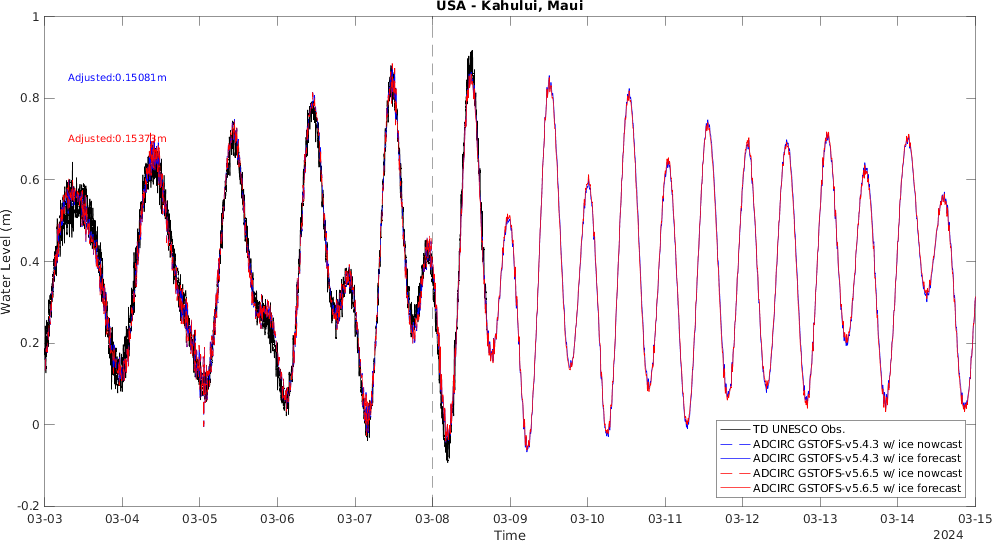 USA - Kahului, Maui
1
0.8
0.6
0.4
0.2
0
-0.2
Water Level (m)
Adjusted:0.15081m
Adjusted:0.15373m
TD UNESCO Obs.
ADCIRC GSTOFS-v5.4.3 w/ ice nowcast
ADCIRC GSTOFS-v5.4.3 w/ ice forecast
ADCIRC GSTOFS-v5.6.5 w/ ice nowcast
ADCIRC GSTOFS-v5.6.5 w/ ice forecast
03-03 03-04 03-05 03-06 03-07 03-08 03-09 03-10 03-11 03-12 03-13 03-14 03-15
Time
2024